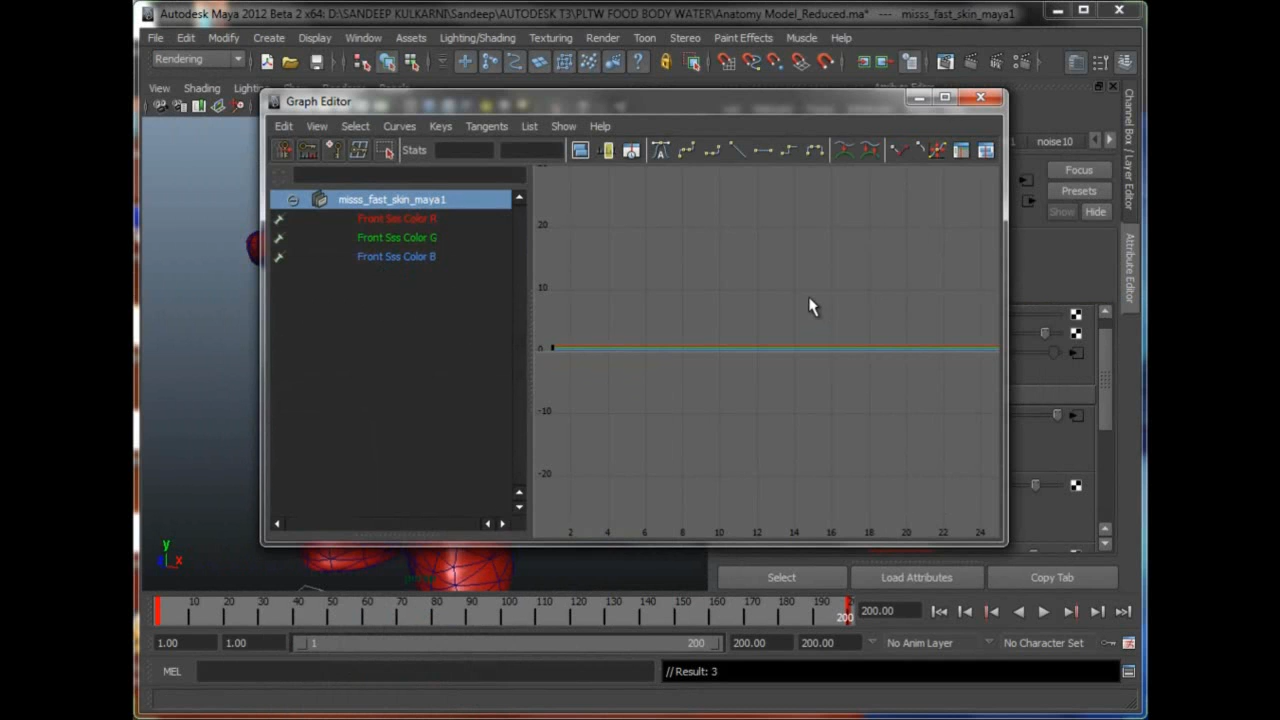 Autodesk Maya 2012 Beta 2 x64: D:\SANDEEP KULKARNI\Sandeep\AUTODESK T3\PLTW FOOD BODY WATER\Anatomy Model_Reduced.ma* --- misss_fast_skin_maya1
File Edit Modify Create Display Window Assets Lighting/Shading Texturing Render Toon Stereo Paint Effects Muscle Help
Rendering
View Shading
Graph Editor
Edit View Select Curves Keys Tangents List Show Help
Stats
noise10
Focus
Presets
Show Hide
Channel Box / Layer Editor
Attribute Editor
misss_fast_skin_maya1
Front Sss Color R
Front Sss Color G
Front Sss Color B
20
10
0
-10
-20
2 4 6 8 10 12 14 16 18 20 22 24
y
x
Select Load Attributes Copy Tab
10 20 30 40 50 60 70 80 90 100 110 120 130 140 150 160 170 180 190
200
200.00
1.00 1.00 1 200 200.00 200.00 No Anim Layer No Character Set
MEL // Result: 3